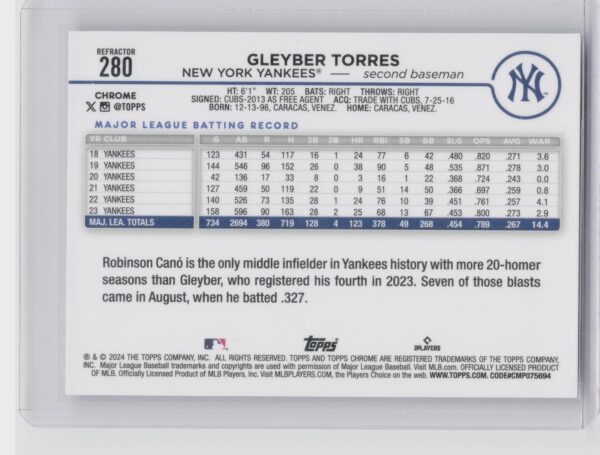 REFRACTOR
280
GLEYBER TORRES
NEW YORK YANKEES® — second baseman
NY
CHROME
X @TOPPS
HT: 6'1" WT: 205 BATS: RIGHT THROWS: RIGHT
SIGNED: CUBS-2013 AS FREE AGENT ACQ: TRADE WITH CUBS, 7-25-16
BORN: 12-13-96, CARACAS, VENEZ. HOME: CARACAS, VENEZ.
MAJOR LEAGUE BATTING RECORD
YR CLUB G AB R H 2B 3B HR RBI SB BB SLG OPS AVG WAR
18 YANKEES 123 431 54 117 16 1 24 77 6 42 .480 .820 .271 3.6
19 YANKEES 144 546 96 152 26 0 38 90 5 48 .535 .871 .278 3.0
20 YANKEES 42 136 17 33 8 0 3 16 1 22 .368 .724 .243 0.0
21 YANKEES 127 459 50 119 22 0 9 51 14 50 .366 .697 .259 0.8
22 YANKEES 140 526 73 135 28 1 24 76 10 39 .451 .761 .257 4.1
23 YANKEES 158 596 90 163 28 2 25 68 13 67 .453 .800 .273 2.9
MAJ. LEA. TOTALS 734 2694 380 719 128 4 123 378 49 268 .454 .789 .267 14.4
Robinson Canó is the only middle infielder in Yankees history with more 20-homer
seasons than Gleyber, who registered his fourth in 2023. Seven of those blasts
came in August, when he batted .327.
Topps
PLAYERS
® & © 2024 THE TOPPS COMPANY, INC. ALL RIGHTS RESERVED. TOPPS AND TOPPS CHROME ARE REGISTERED TRADEMARKS OF THE TOPPS COMPANY,
INC. Major League Baseball trademarks and copyrights are used with permission of Major League Baseball. Visit MLB.com. OFFICIALLY LICENSED PRODUCT
OF MLB. Officially Licensed Product of MLB Players, Inc. Visit MLBPLAYERS.COM, the Players Choice on the web. WWW.TOPPS.COM. CODE#CMP075694